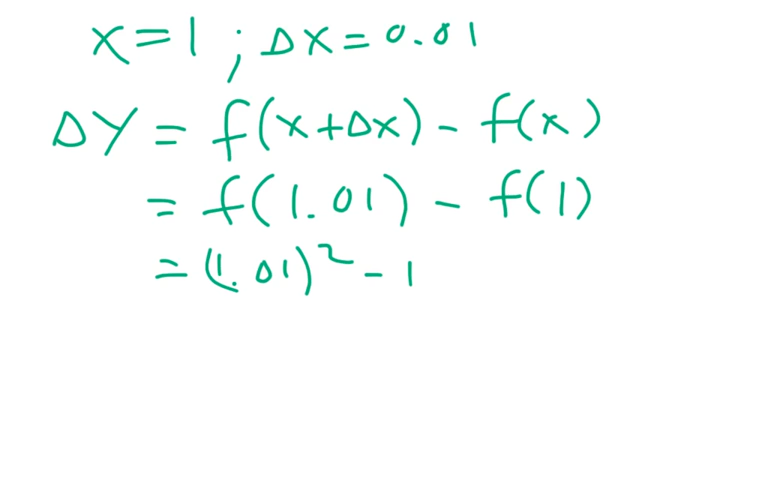 x=1 ; Δx=0.01
Δy = f(x+Δx) - f(x)
= f(1.01) - f(1)
= (1.01)² - 1